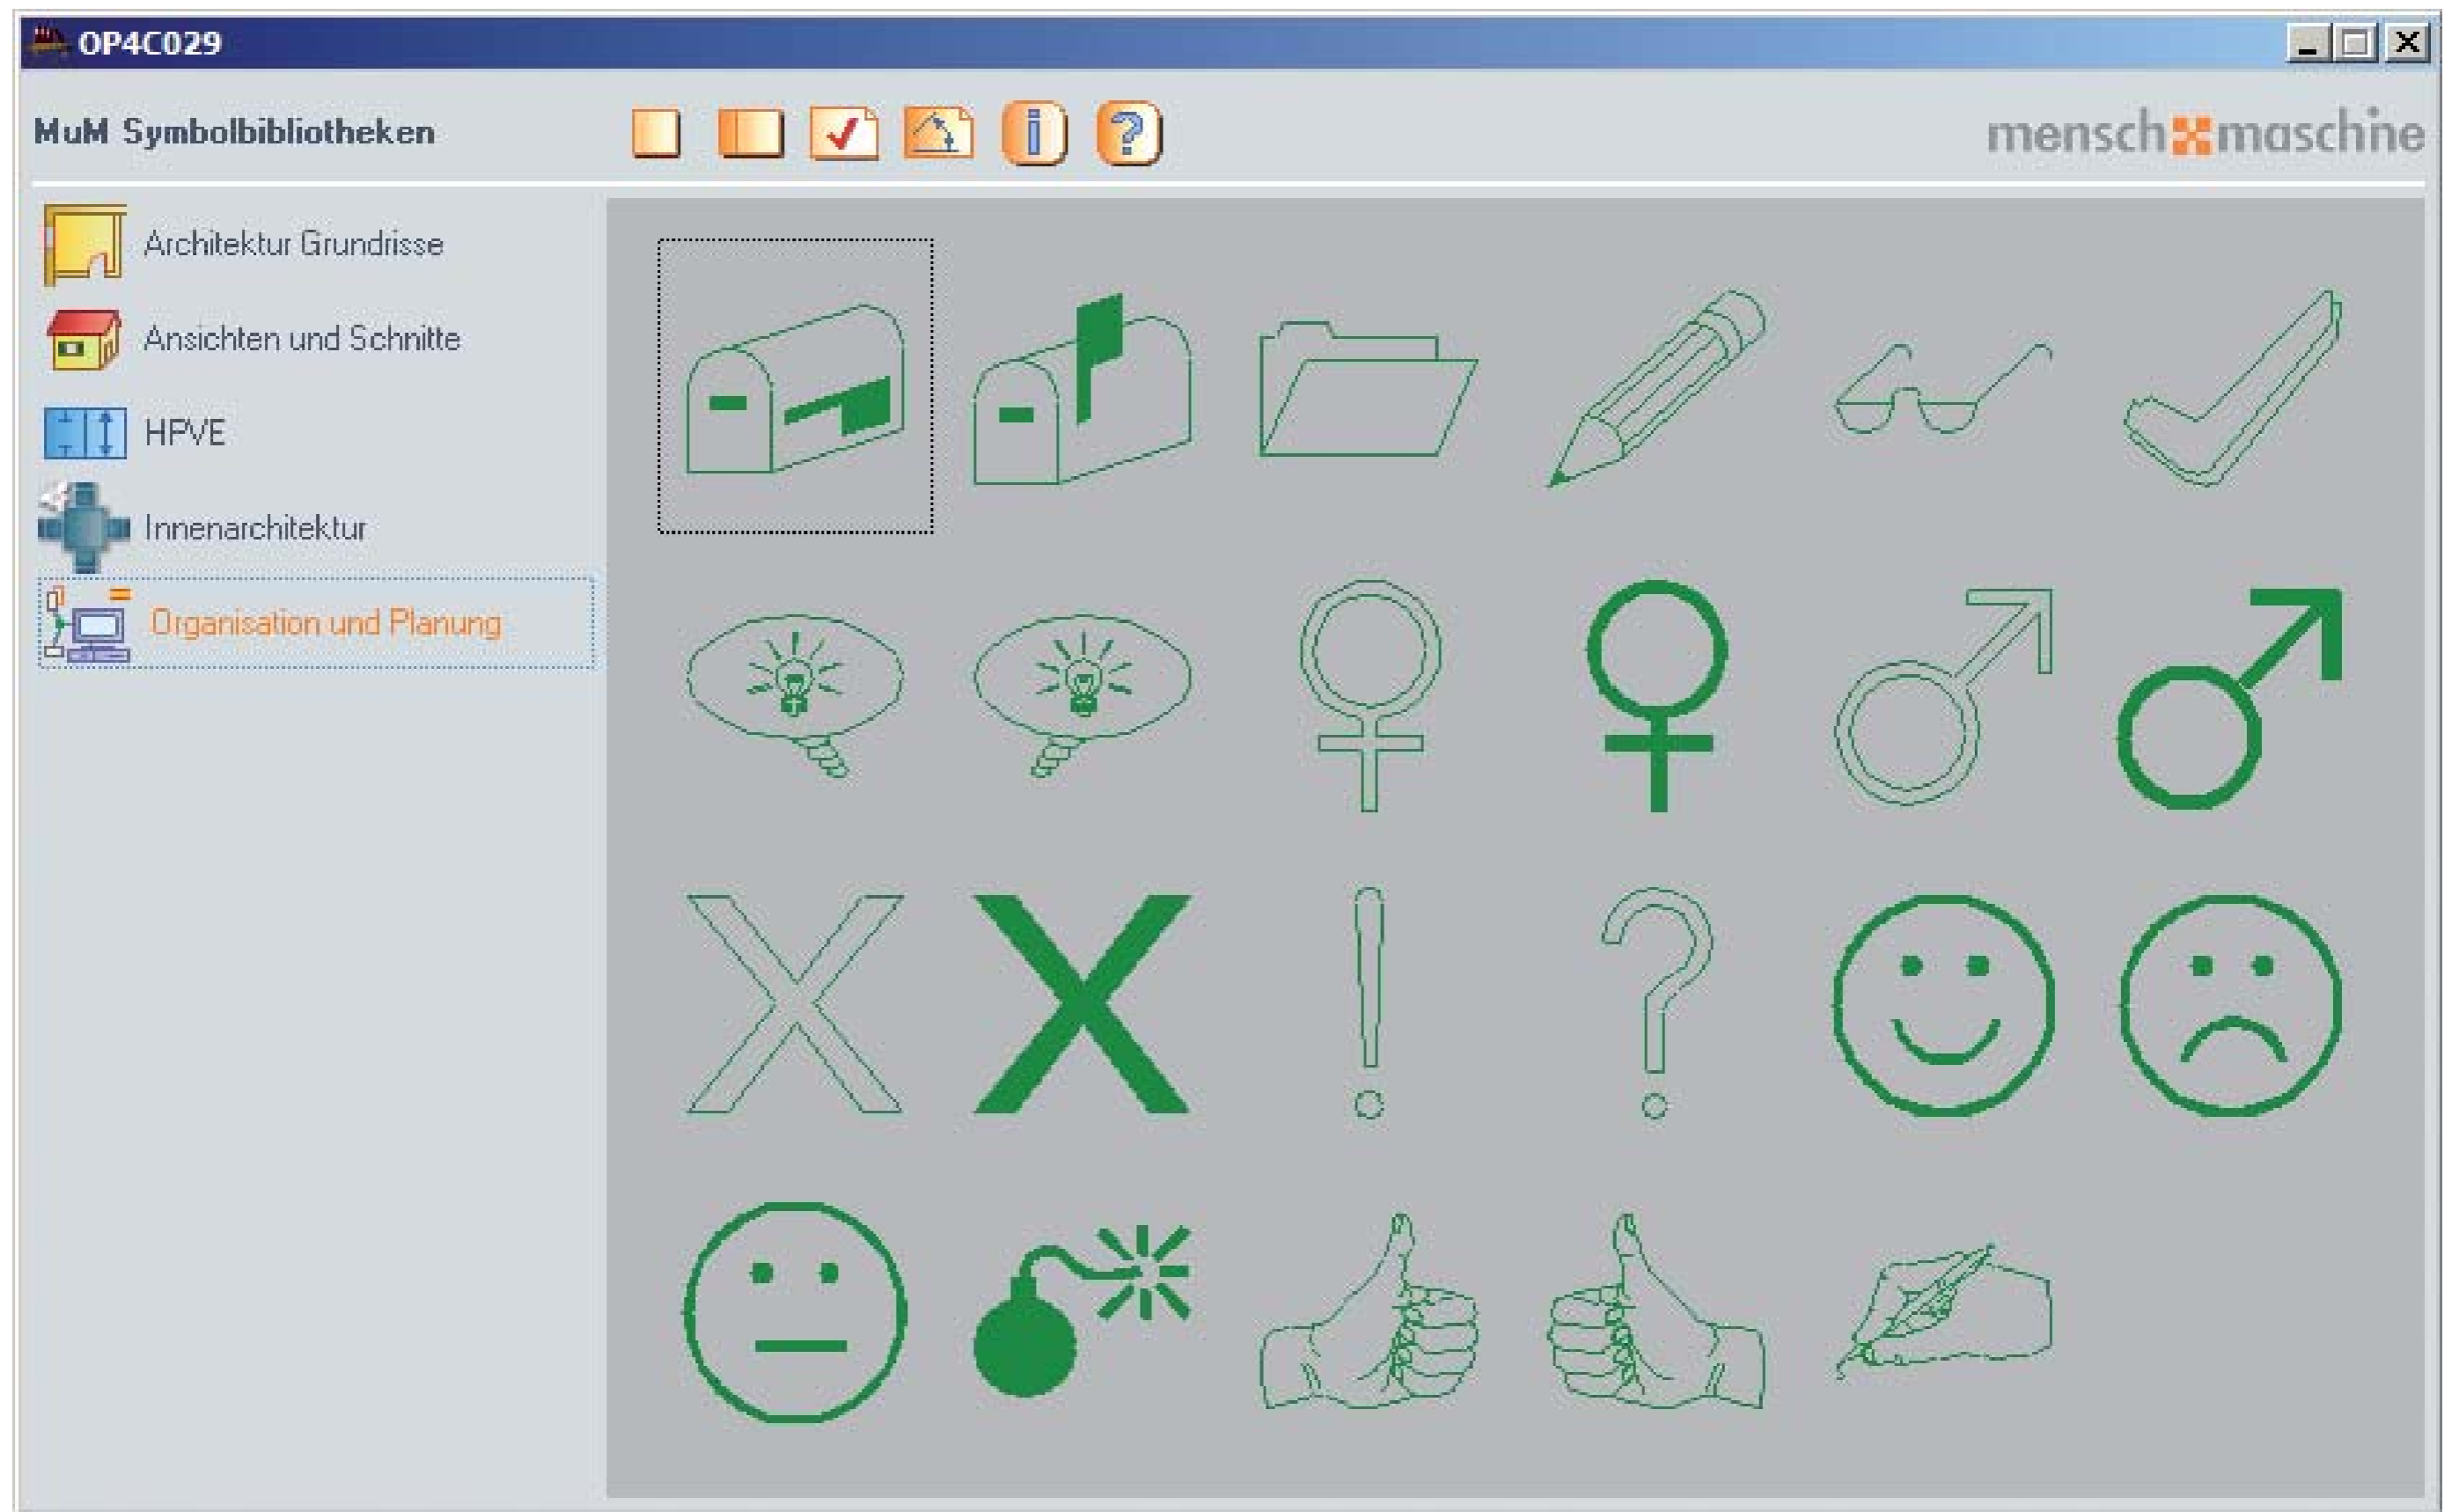 OP4C029
MuM Symbolbibliotheken
mensch maschine
Architektur Grundrisse
Ansichten und Schnitte
HPVE
Innenarchitektur
Organisation und Planung